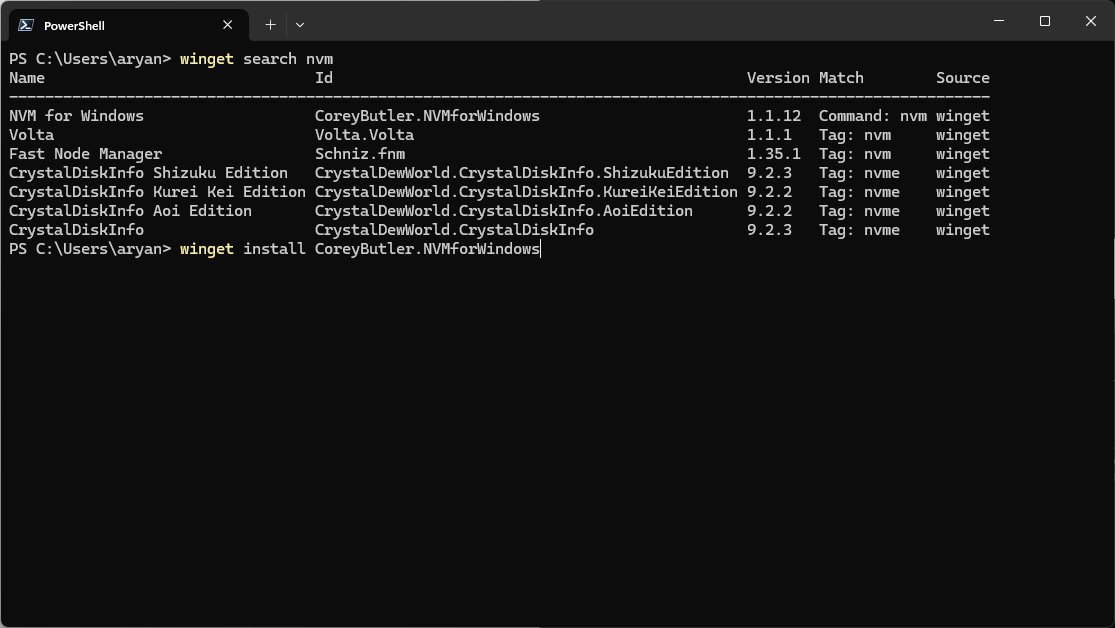 PowerShell
PS C:\Users\aryan> winget search nvm
Name                              Id                                              Version Match        Source
-------------------------------------------------------------------------------------------------------------
NVM for Windows                   CoreyButler.NVMforWindows                       1.1.12  Command: nvm winget
Volta                             Volta.Volta                                     1.1.1   Tag: nvm     winget
Fast Node Manager                 Schniz.fnm                                      1.35.1  Tag: nvm     winget
CrystalDiskInfo Shizuku Edition   CrystalDewWorld.CrystalDiskInfo.ShizukuEdition  9.2.3   Tag: nvme    winget
CrystalDiskInfo Kurei Kei Edition CrystalDewWorld.CrystalDiskInfo.KureiKeiEdition 9.2.2   Tag: nvme    winget
CrystalDiskInfo Aoi Edition       CrystalDewWorld.CrystalDiskInfo.AoiEdition      9.2.2   Tag: nvme    winget
CrystalDiskInfo                   CrystalDewWorld.CrystalDiskInfo                 9.2.3   Tag: nvme    winget
PS C:\Users\aryan> winget install CoreyButler.NVMforWindows